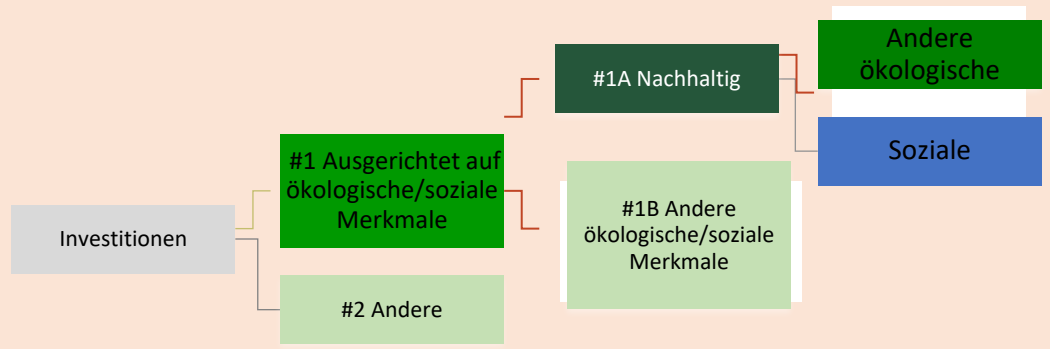 Investitionen
#1 Ausgerichtet auf
ökologische/soziale
Merkmale
#2 Andere
#1A Nachhaltig
#1B Andere
ökologische/soziale
Merkmale
Andere
ökologische
Soziale